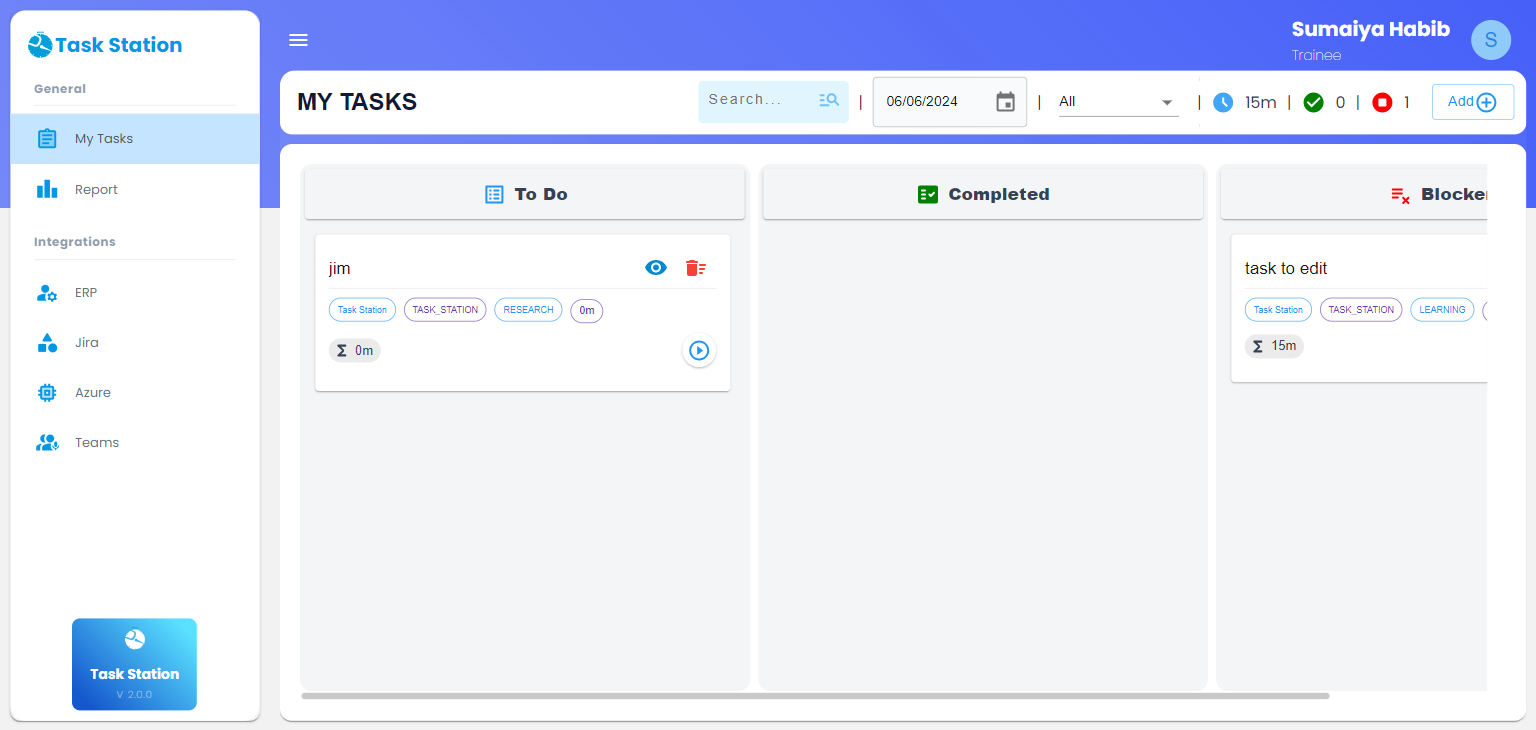 Task Station
General
My Tasks
Report
Integrations
ERP
Jira
Azure
Teams
Task Station
V 2.0.0
Sumaiya Habib
Trainee
S
MY TASKS
Search...
|
06/06/2024
|
All
| 15m | 0 | 1
Add
To Do
jim
Task Station TASK_STATION RESEARCH 0m
Σ 0m
Completed
Blocke
task to edit
Task Station TASK_STATION LEARNING
Σ 15m